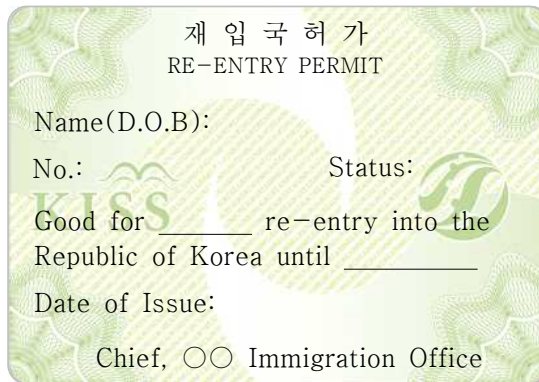 재 입 국 허 가
RE-ENTRY PERMIT
Name(D.O.B):
No.: Status:
KISS
Good for ______ re-entry into the
Republic of Korea until ________
Date of Issue:
Chief, ○○ Immigration Office